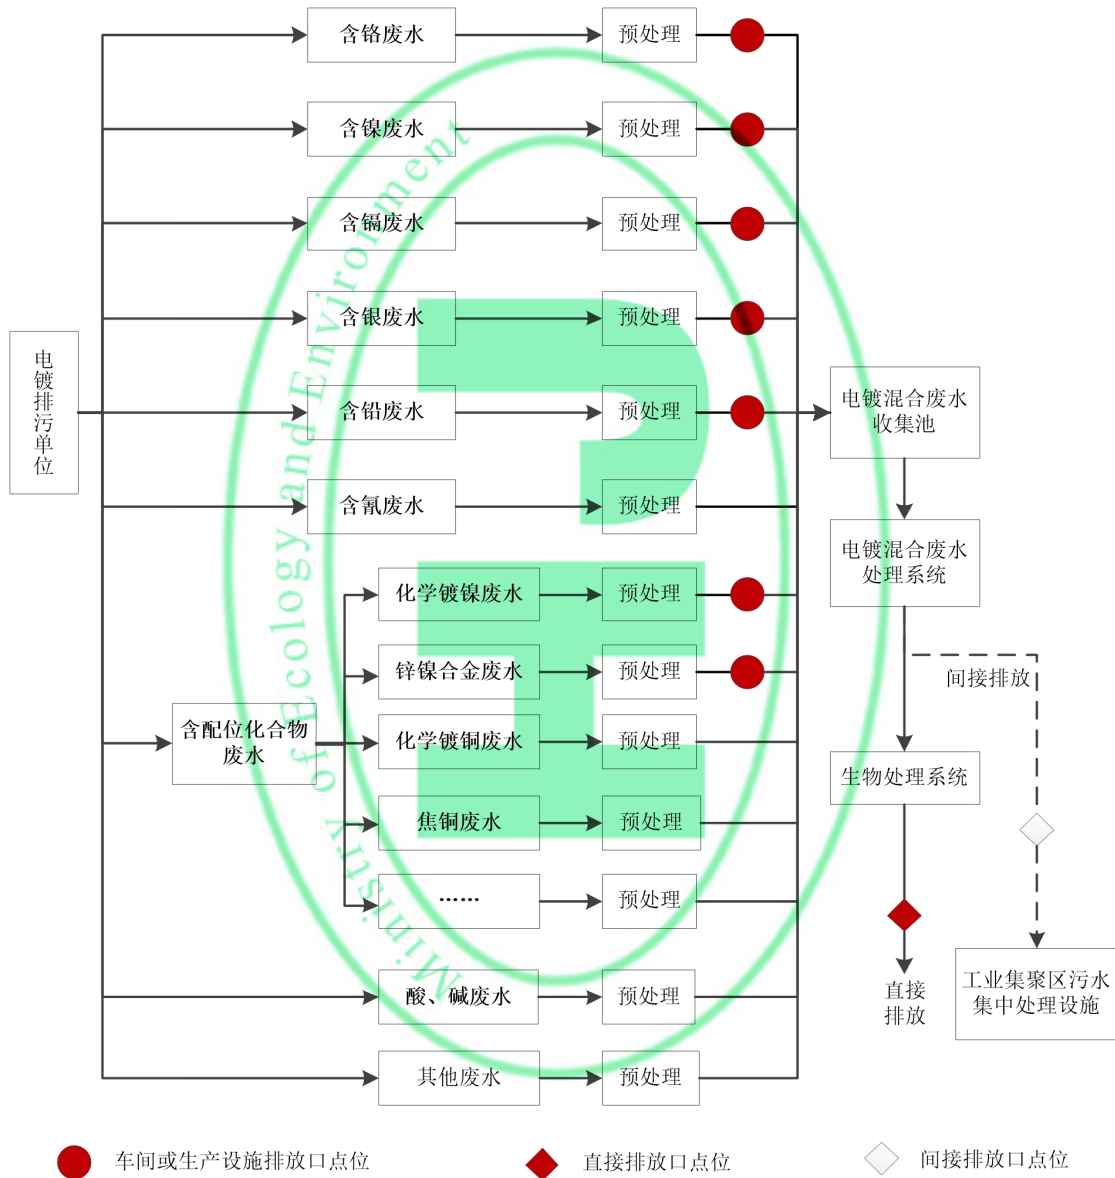 含铬废水
预处理
含镍废水
预处理
含镉废水
预处理
含银废水
预处理
电镀排污单位
含铅废水
预处理
电镀混合废水
收集池
含氰废水
预处理
电镀混合废水
处理系统
化学镀镍废水
预处理
锌镍合金废水
预处理
间接排放
含配位化合物
废水
化学镀铜废水
预处理
生物处理系统
焦铜废水
预处理
……
预处理
酸、碱废水
预处理
直接
排放
工业集聚区污水
集中处理设施
其他废水
预处理
车间或生产设施排放口点位
直接排放口点位
间接排放口点位
Ministry of Ecology and Environment